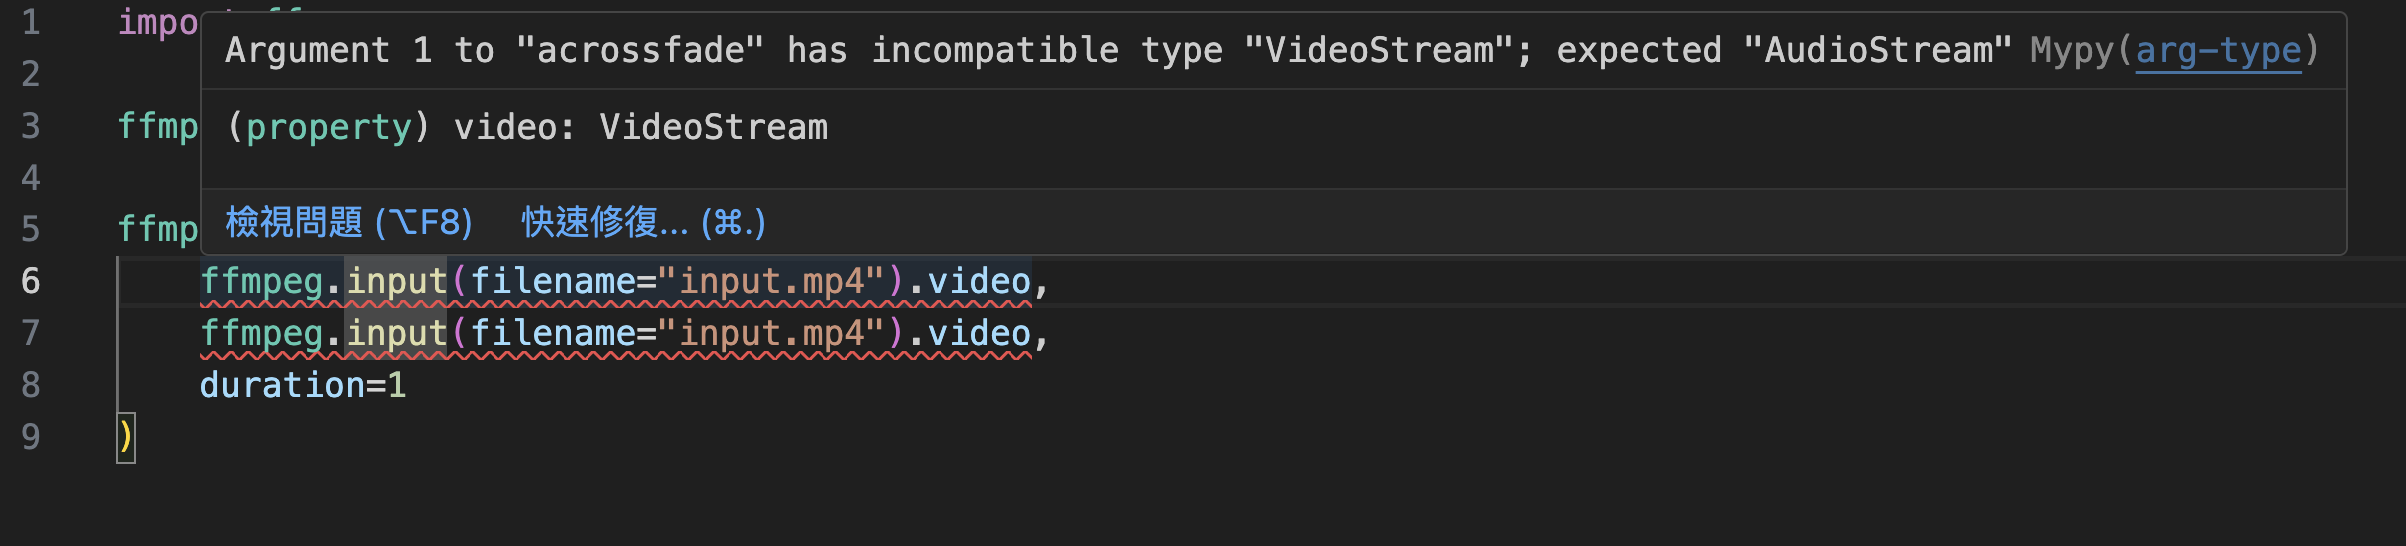 1 impo
Argument 1 to "acrossfade" has incompatible type "VideoStream"; expected "AudioStream" Mypy(arg-type)
2
3 ffmp
(property) video: VideoStream
4
5 ffmp
檢視問題 (⌥F8) 快速修復... (⌘.)
6 ffmpeg.input(filename="input.mp4").video,
7 ffmpeg.input(filename="input.mp4").video,
8 duration=1
9 )